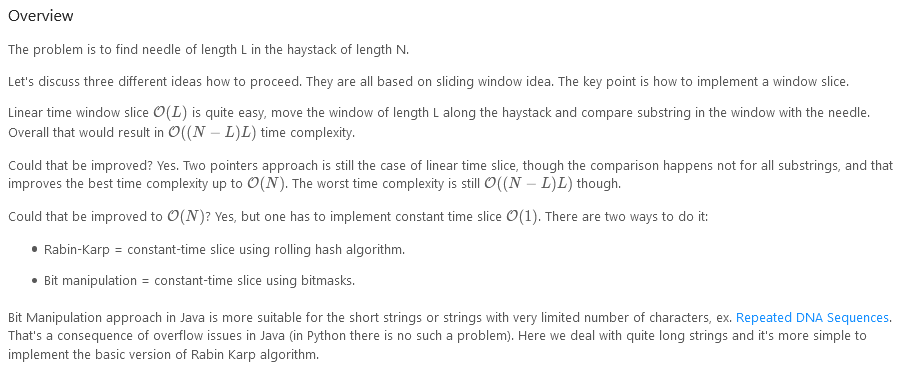 Overview
The problem is to find needle of length L in the haystack of length N.
Let's discuss three different ideas how to proceed. They are all based on sliding window idea. The key point is how to implement a window slice.
Linear time window slice O(L) is quite easy, move the window of length L along the haystack and compare substring in the window with the needle.
Overall that would result in O((N − L)L) time complexity.
Could that be improved? Yes. Two pointers approach is still the case of linear time slice, though the comparison happens not for all substrings, and that
improves the best time complexity up to O(N). The worst time complexity is still O((N − L)L) though.
Could that be improved to O(N)? Yes, but one has to implement constant time slice O(1). There are two ways to do it:
• Rabin-Karp = constant-time slice using rolling hash algorithm.
• Bit manipulation = constant-time slice using bitmasks.
Bit Manipulation approach in Java is more suitable for the short strings or strings with very limited number of characters, ex. Repeated DNA Sequences.
That's a consequence of overflow issues in Java (in Python there is no such a problem). Here we deal with quite long strings and it's more simple to
implement the basic version of Rabin Karp algorithm.